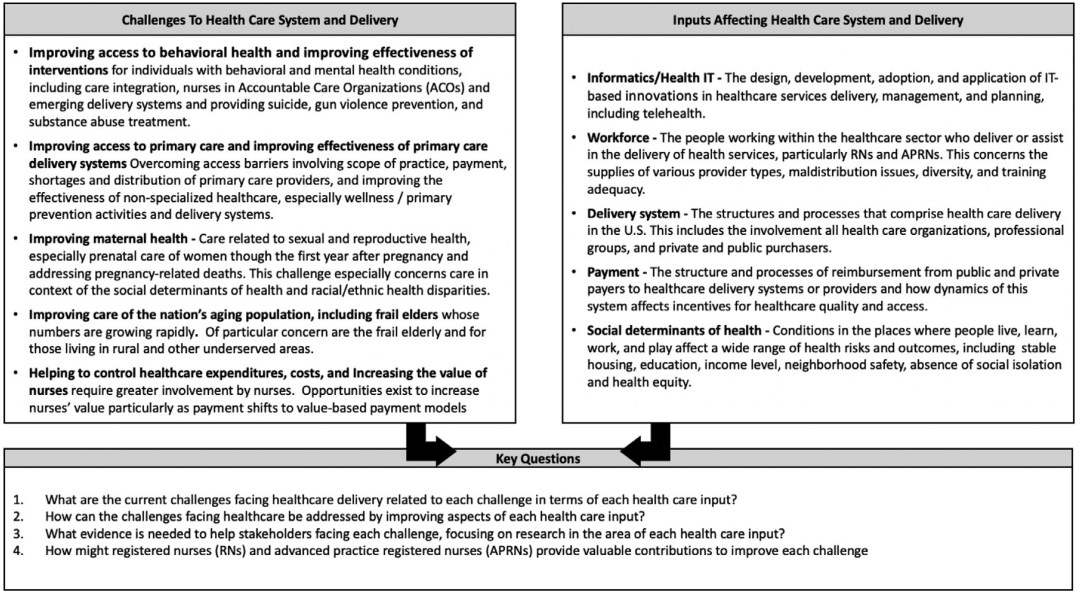 Challenges To Health Care System and Delivery
• Improving access to behavioral health and improving effectiveness of
interventions for individuals with behavioral and mental health conditions,
including care integration, nurses in Accountable Care Organizations (ACOs) and
emerging delivery systems and providing suicide, gun violence prevention, and
substance abuse treatment.
• Improving access to primary care and improving effectiveness of primary care
delivery systems Overcoming access barriers involving scope of practice, payment,
shortages and distribution of primary care providers, and improving the
effectiveness of non-specialized healthcare, especially wellness / primary
prevention activities and delivery systems.
• Improving maternal health - Care related to sexual and reproductive health,
especially prenatal care of women though the first year after pregnancy and
addressing pregnancy-related deaths. This challenge especially concerns care in
context of the social determinants of health and racial/ethnic health disparities.
• Improving care of the nation's aging population, including frail elders whose
numbers are growing rapidly. Of particular concern are the frail elderly and for
those living in rural and other underserved areas.
• Helping to control healthcare expenditures, costs, and Increasing the value of
nurses require greater involvement by nurses. Opportunities exist to increase
nurses' value particularly as payment shifts to value-based payment models
Inputs Affecting Health Care System and Delivery
• Informatics/Health IT - The design, development, adoption, and application of IT-
based innovations in healthcare services delivery, management, and planning,
including telehealth.
• Workforce - The people working within the healthcare sector who deliver or assist
in the delivery of health services, particularly RNs and APRNs. This concerns the
supplies of various provider types, maldistribution issues, diversity, and training
adequacy.
• Delivery system - The structures and processes that comprise health care delivery
in the U.S. This includes the involvement all health care organizations, professional
groups, and private and public purchasers.
• Payment - The structure and processes of reimbursement from public and private
payers to healthcare delivery systems or providers and how dynamics of this
system affects incentives for healthcare quality and access.
• Social determinants of health - Conditions in the places where people live, learn,
work, and play affect a wide range of health risks and outcomes, including stable
housing, education, income level, neighborhood safety, absence of social isolation
and health equity.
Key Questions
1. What are the current challenges facing healthcare delivery related to each challenge in terms of each health care input?
2. How can the challenges facing healthcare be addressed by improving aspects of each health care input?
3. What evidence is needed to help stakeholders facing each challenge, focusing on research in the area of each health care input?
4. How might registered nurses (RNs) and advanced practice registered nurses (APRNs) provide valuable contributions to improve each challenge